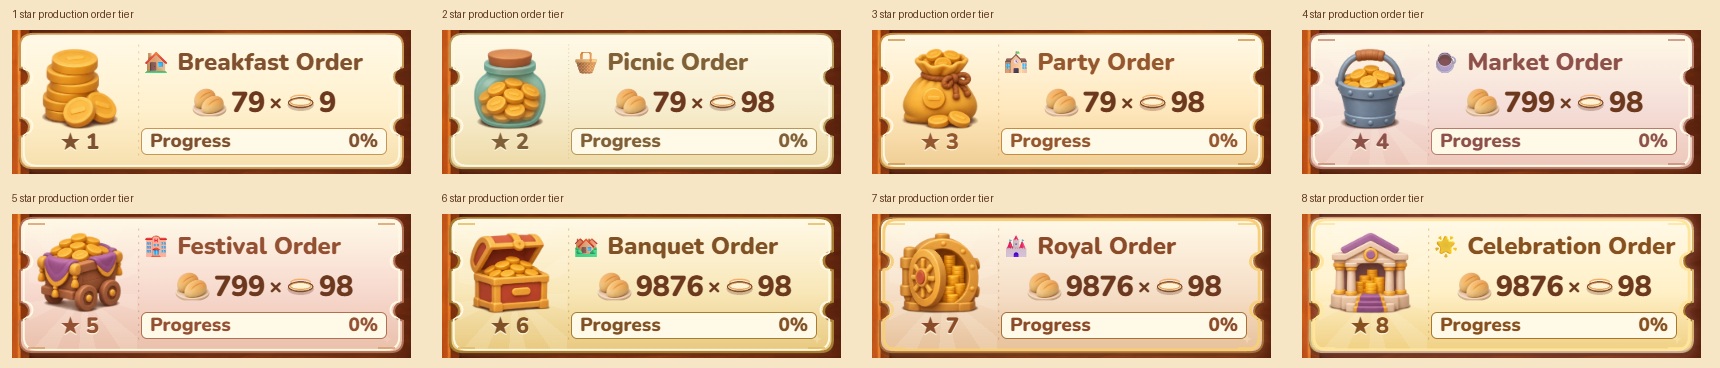 1 star production order tier
Breakfast Order
79 × 9
★ 1
Progress 0%
2 star production order tier
Picnic Order
79 × 98
★ 2
Progress 0%
3 star production order tier
Party Order
79 × 98
★ 3
Progress 0%
4 star production order tier
Market Order
799 × 98
★ 4
Progress 0%
5 star production order tier
Festival Order
799 × 98
★ 5
Progress 0%
6 star production order tier
Banquet Order
9876 × 98
★ 6
Progress 0%
7 star production order tier
Royal Order
9876 × 98
★ 7
Progress 0%
8 star production order tier
Celebration Order
9876 × 98
★ 8
Progress 0%